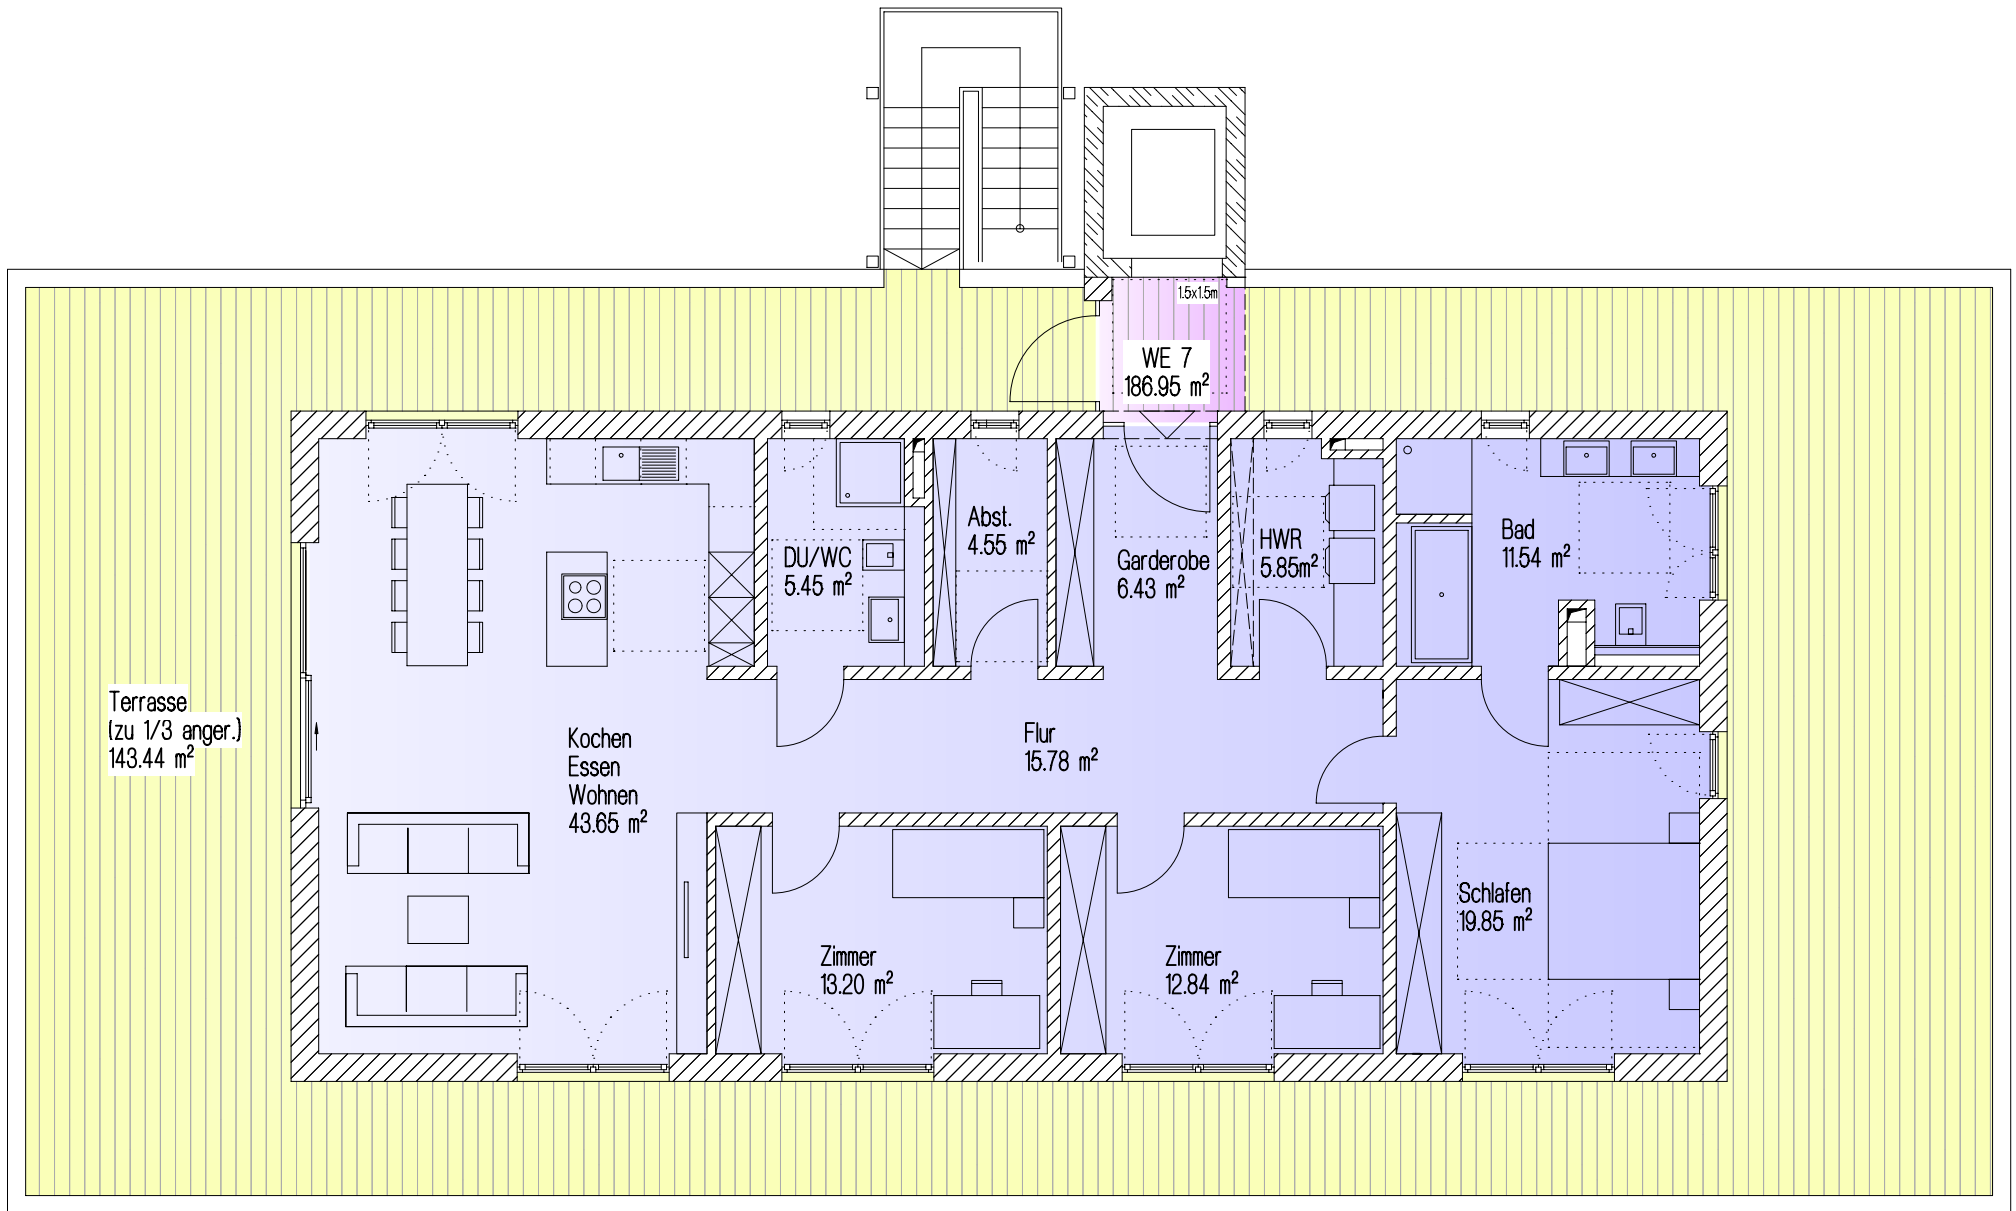 1.5x1.5m
WE 7
186.95 m²
Abst.
4.55 m²
DU/WC
5.45 m²
Garderobe
6.43 m²
HWR
5.85m²
Bad
11.54 m²
Terrasse
(zu 1/3 anger.)
143.44 m²
Kochen
Essen
Wohnen
43.65 m²
Flur
15.78 m²
Schlafen
19.85 m²
Zimmer
13.20 m²
Zimmer
12.84 m²